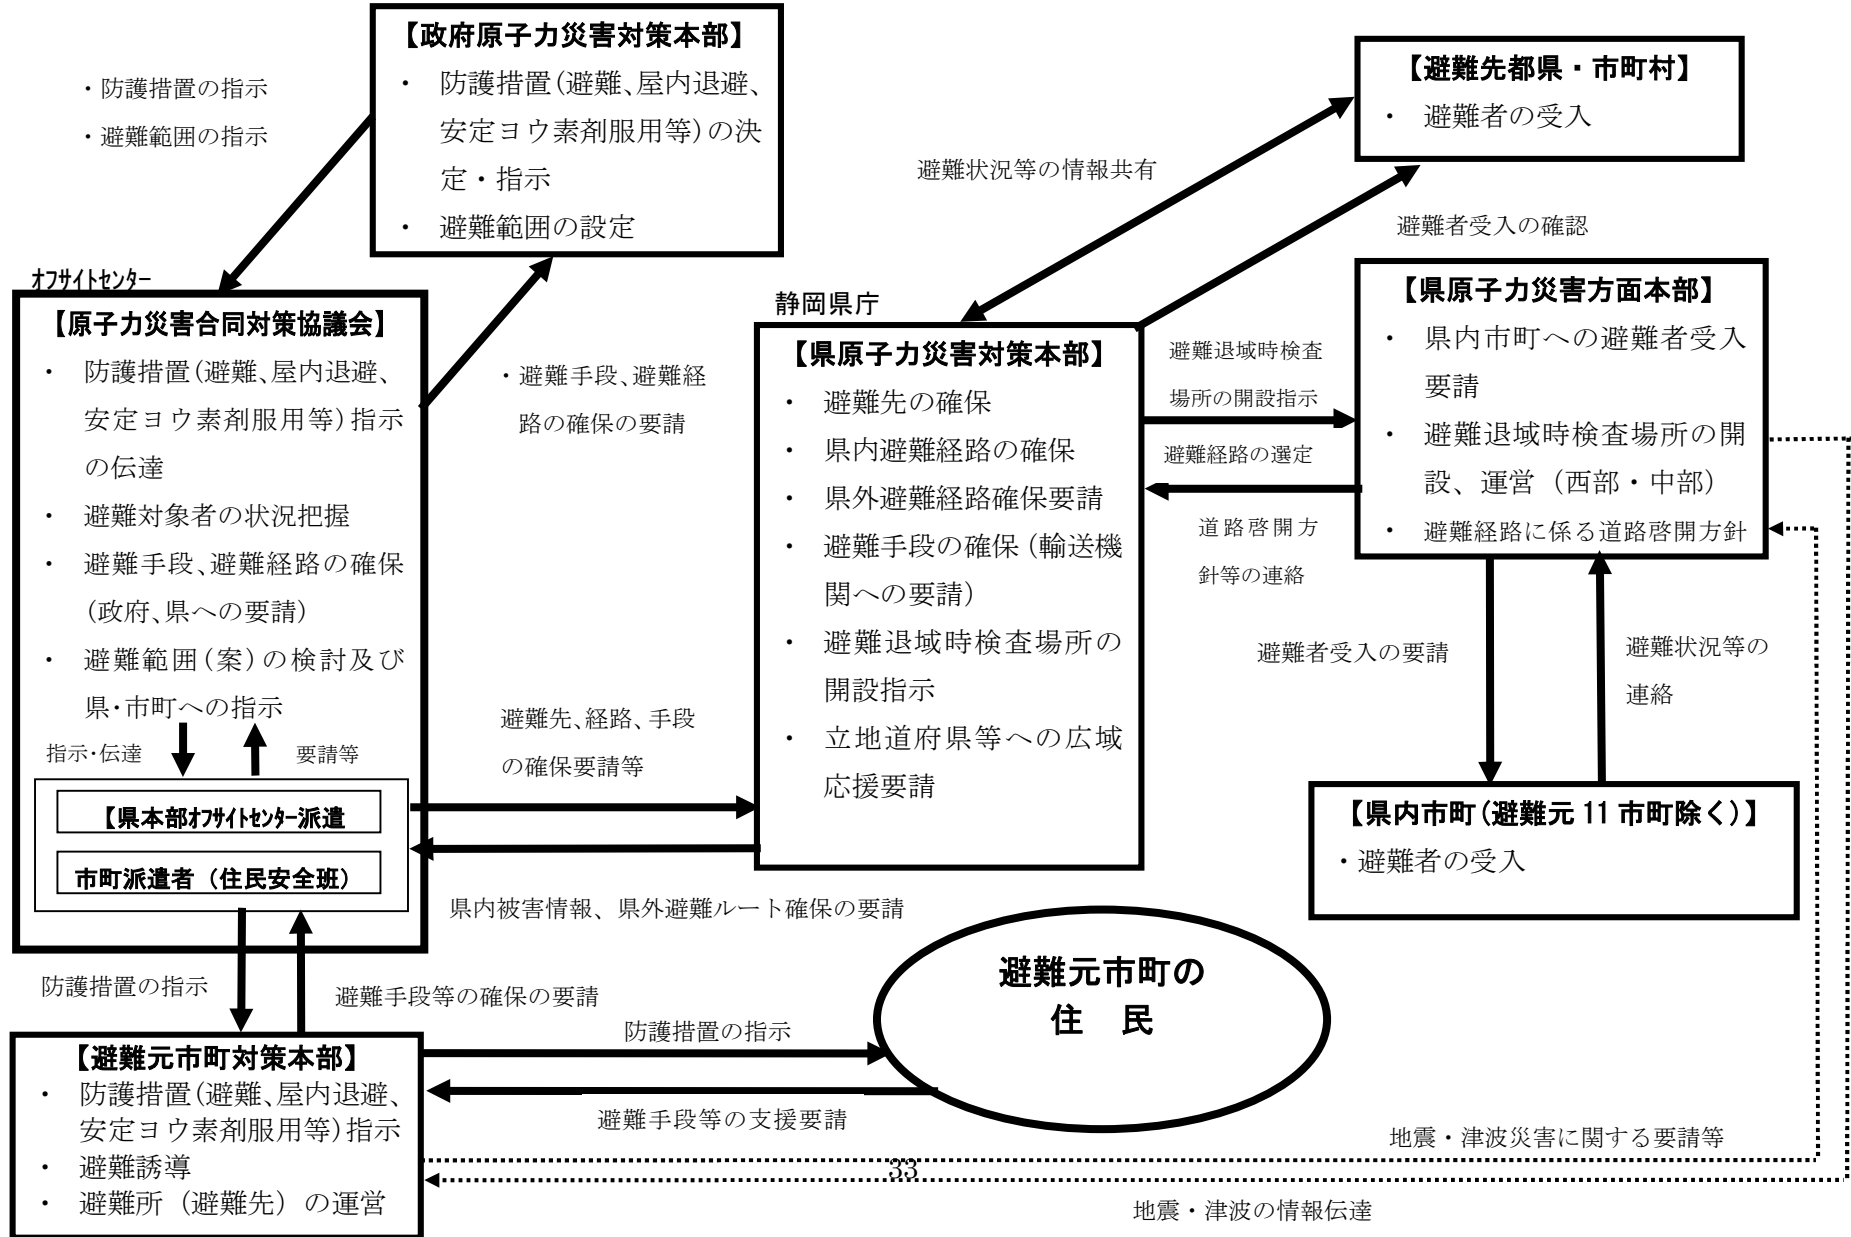 【政府原子力災害対策本部】
・ 防護措置(避難、屋内退避、
安定ヨウ素剤服用等)の決
定・指示
・ 避難範囲の設定
・防護措置の指示
・避難範囲の指示
【避難先都県・市町村】
・ 避難者の受入
避難状況等の情報共有
避難者受入の確認
オフサイトセンター
【原子力災害合同対策協議会】
・ 防護措置(避難、屋内退避、
安定ヨウ素剤服用等)指示
の伝達
・ 避難対象者の状況把握
・ 避難手段、避難経路の確保
(政府、県への要請)
・ 避難範囲(案)の検討及び
県・市町への指示
指示・伝達
要請等
【県本部オフサイトセンター派遣
市町派遣者（住民安全班）
・避難手段、避難経
路の確保の要請
静岡県庁
【県原子力災害対策本部】
・ 避難先の確保
・ 県内避難経路の確保
・ 県外避難経路確保要請
・ 避難手段の確保(輸送機
関への要請)
・ 避難退域時検査場所の
開設指示
・ 立地道府県等への広域
応援要請
避難退域時検査
場所の開設指示
避難経路の選定
道路啓開方
針等の連絡
【県原子力災害方面本部】
・ 県内市町への避難者受入
要請
・ 避難退域時検査場所の開
設、運営（西部・中部）
・ 避難経路に係る道路啓開方針
避難者受入の要請
避難状況等の
連絡
避難先、経路、手段
の確保要請等
県内被害情報、県外避難ルート確保の要請
【県内市町(避難元 11 市町除く)】
・避難者の受入
避難元市町の
住　民
防護措置の指示
避難手段等の確保の要請
【避難元市町対策本部】
・ 防護措置(避難、屋内退避、
安定ヨウ素剤服用等)指示
・ 避難誘導
・ 避難所（避難先）の運営
防護措置の指示
避難手段等の支援要請
地震・津波災害に関する要請等
33
地震・津波の情報伝達